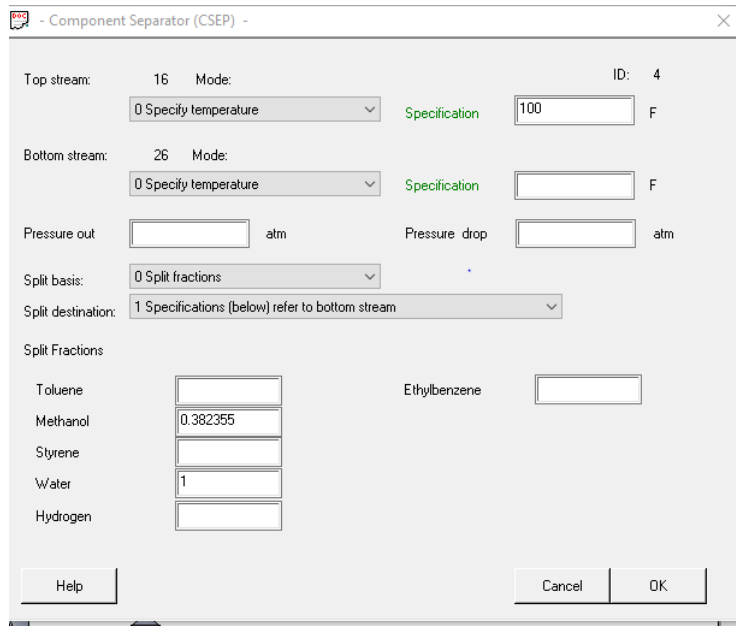 - Component Separator (CSEP) -
Top stream: 16 Mode: ID: 4
0 Specify temperature Specification 100 F
Bottom stream: 26 Mode:
0 Specify temperature Specification F
Pressure out atm Pressure drop atm
Split basis: 0 Split fractions
Split destination: 1 Specifications (below) refer to bottom stream
Split Fractions
Toluene Ethylbenzene
Methanol 0.382355
Styrene
Water 1
Hydrogen
Help Cancel OK